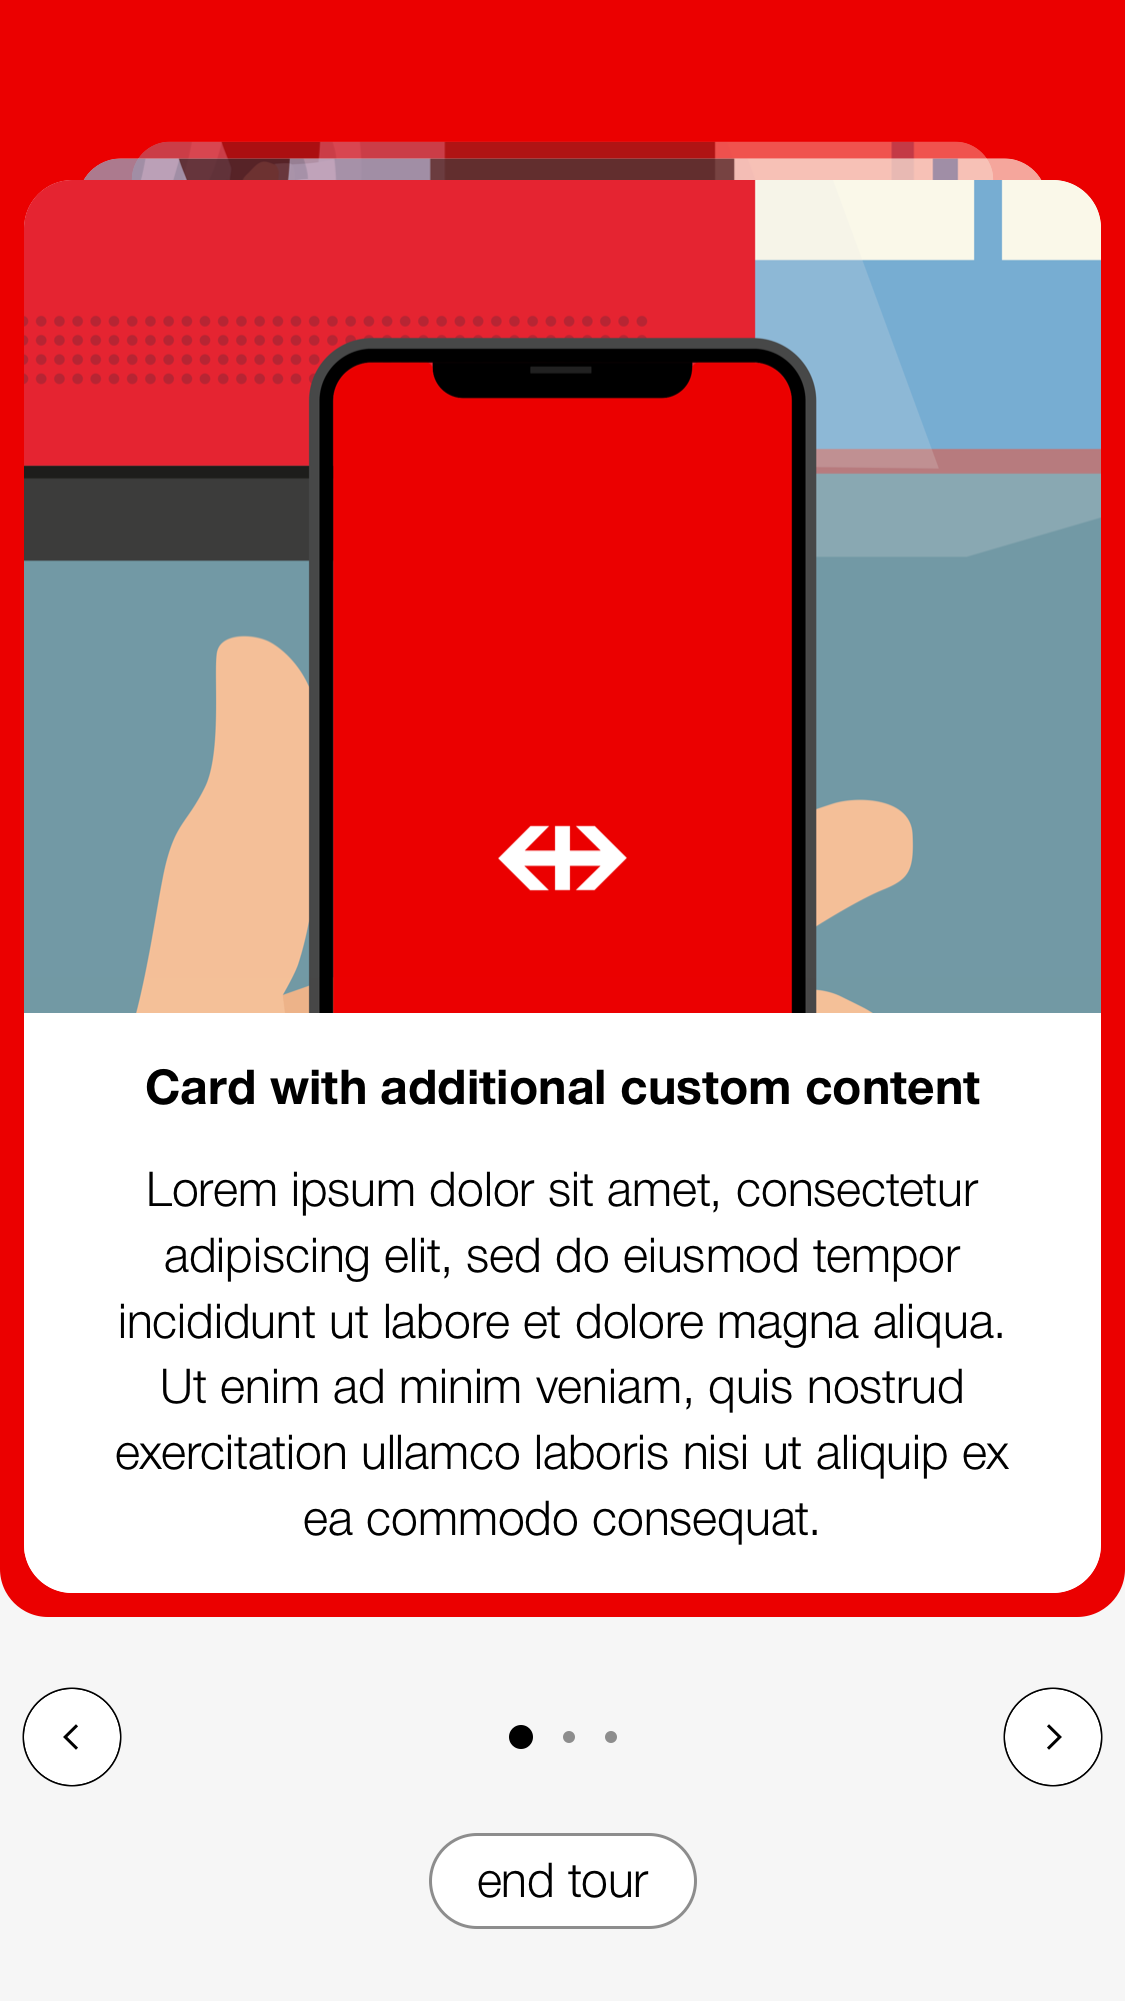 Card with additional custom content
Lorem ipsum dolor sit amet, consectetur
adipiscing elit, sed do eiusmod tempor
incididunt ut labore et dolore magna aliqua.
Ut enim ad minim veniam, quis nostrud
exercitation ullamco laboris nisi ut aliquip ex
ea commodo consequat.
end tour